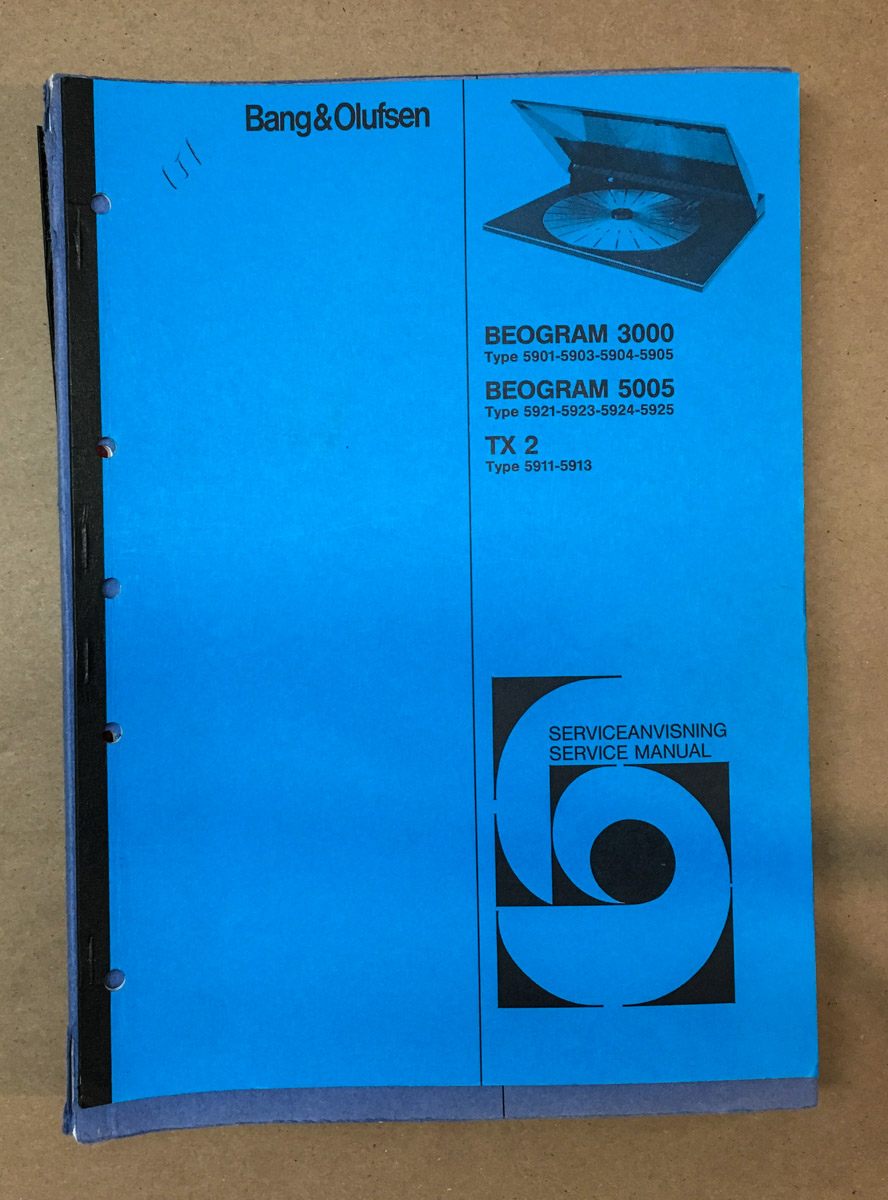 Bang&Olufsen
BEOGRAM 3000
Type 5901-5903-5904-5905
BEOGRAM 5005
Type 5921-5923-5924-5925
TX 2
Type 5911-5913
SERVICEANVISNING
SERVICE MANUAL